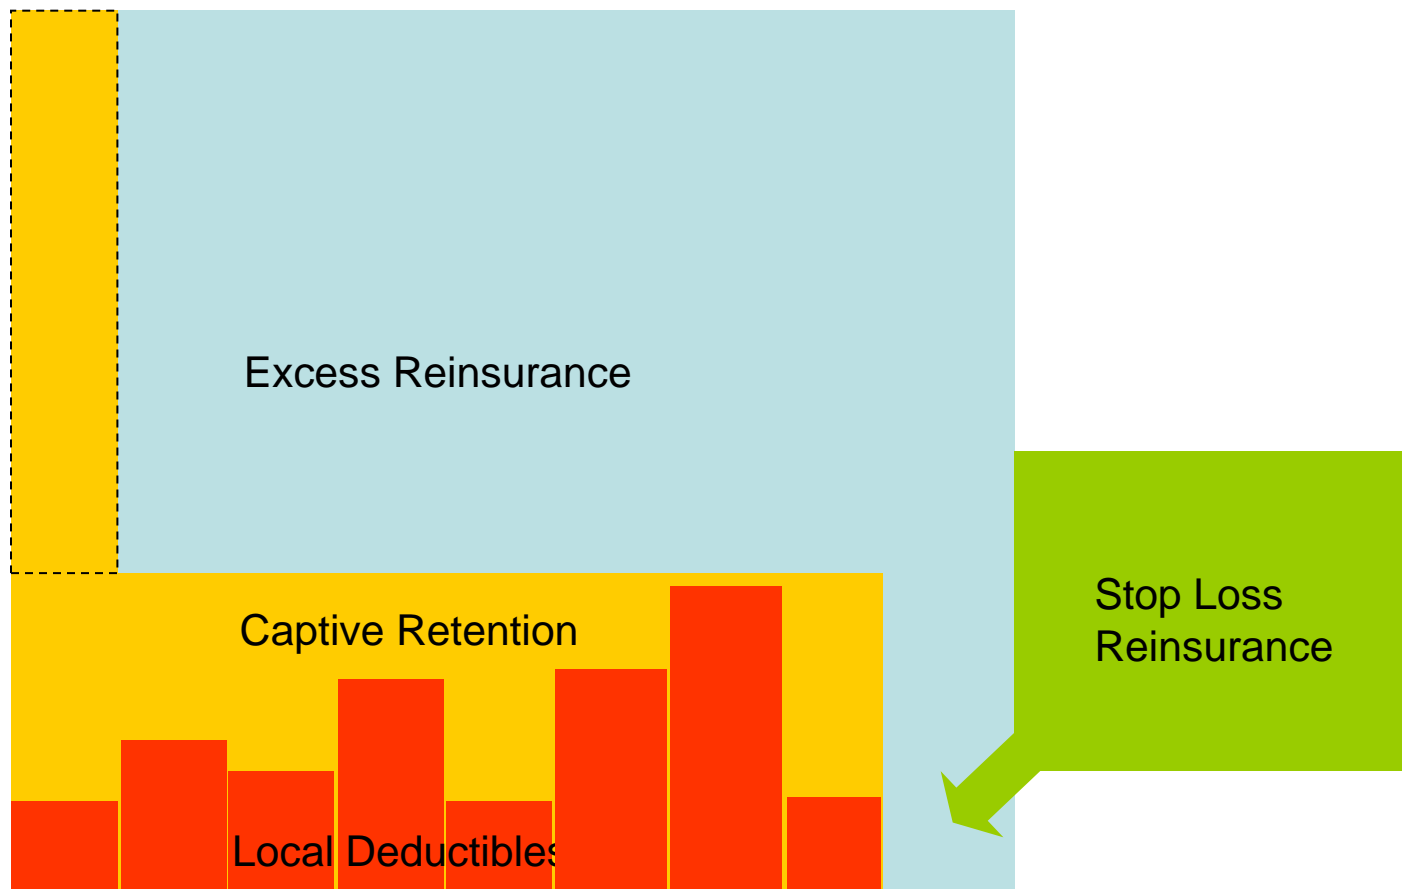 Excess Reinsurance
Captive Retention
Stop Loss
Reinsurance
Local Deductibles